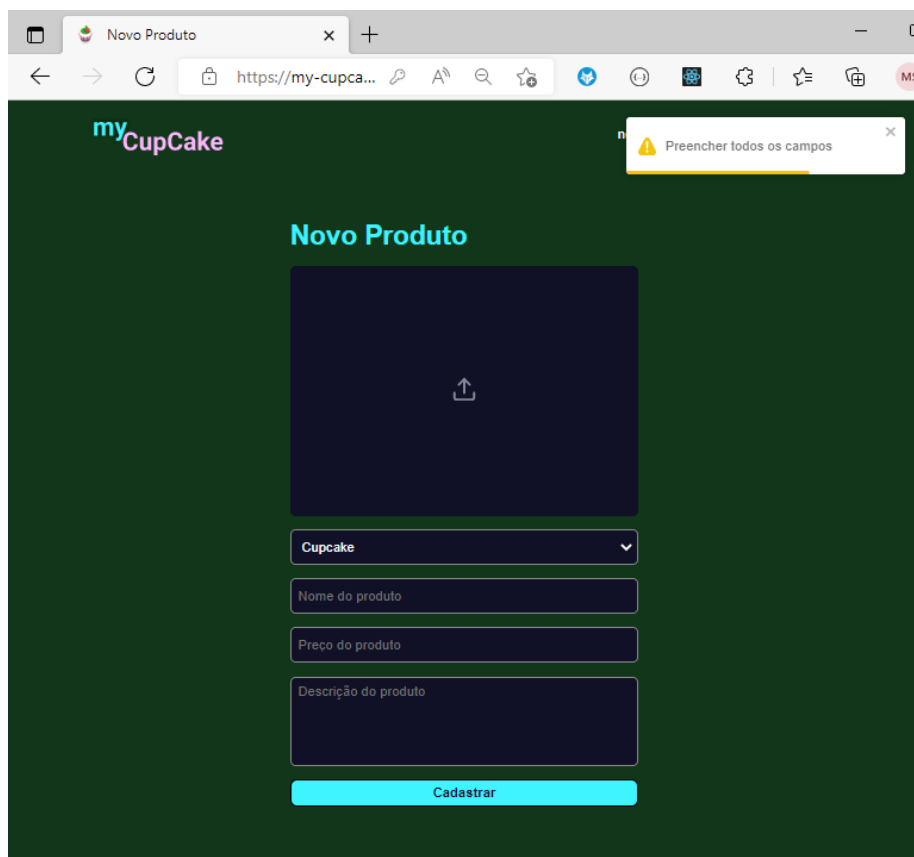 Novo Produto
https://my-cupca...
my
CupCake
Preencher todos os campos
Novo Produto
Cupcake
Nome do produto
Preço do produto
Descrição do produto
Cadastrar